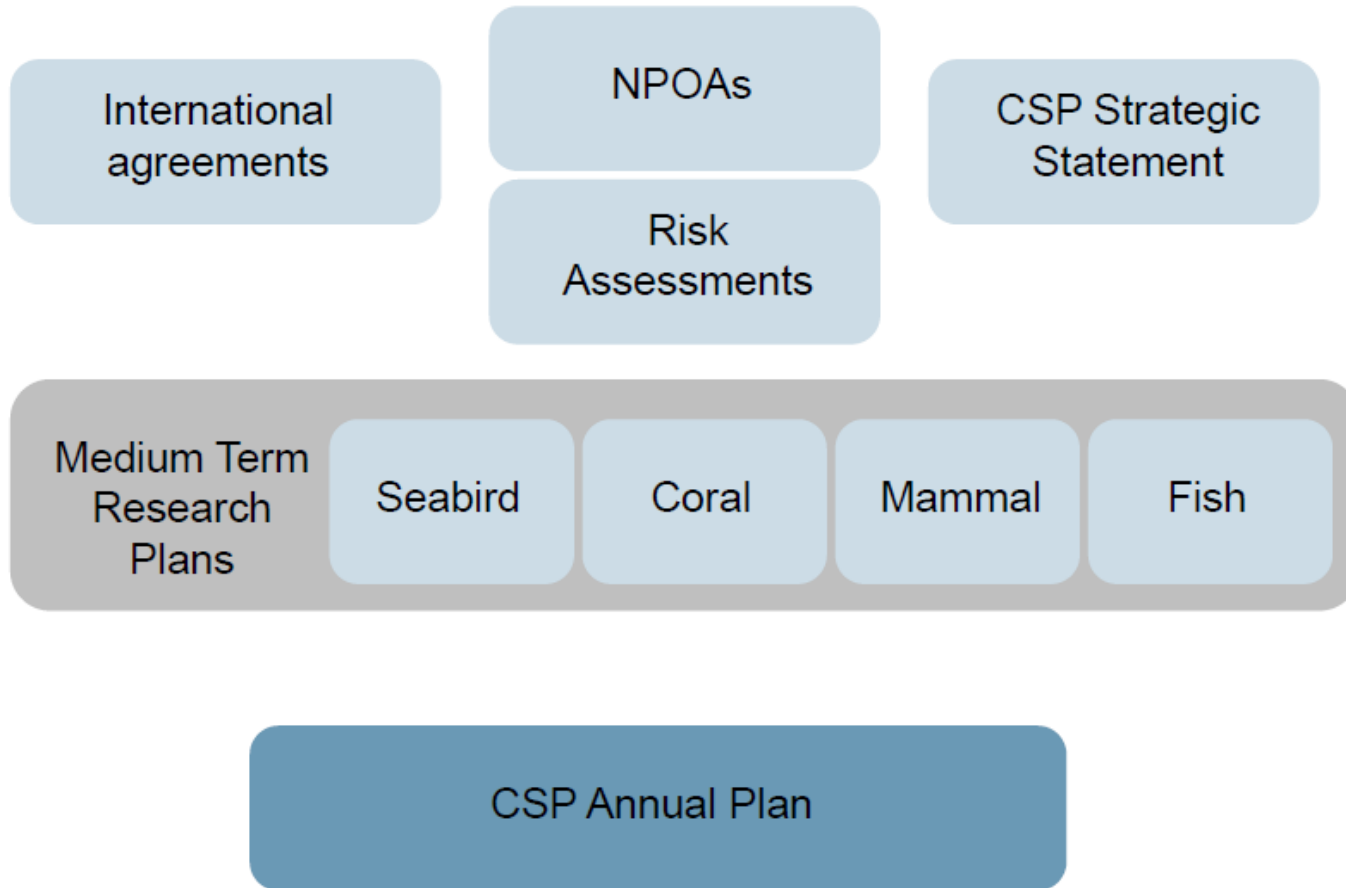 International
agreements
NPOAs
Risk
Assessments
CSP Strategic
Statement
Medium Term
Research
Plans
Seabird
Coral
Mammal
Fish
CSP Annual Plan